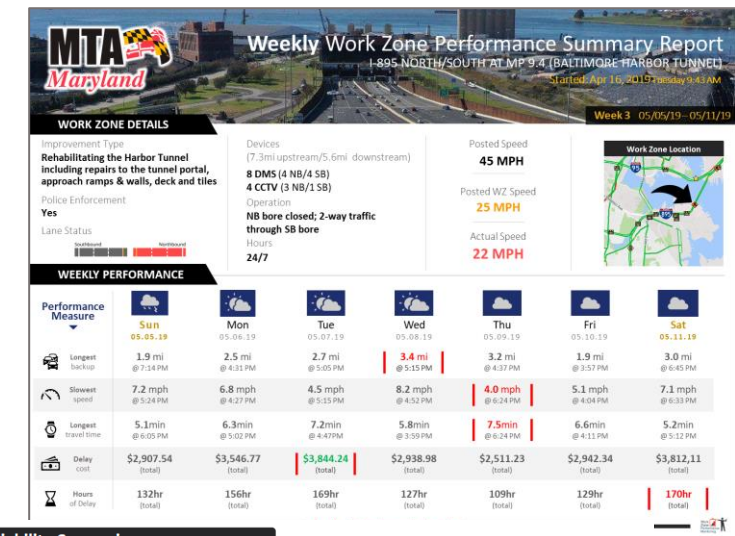 MTA
Maryland
Weekly Work Zone Performance Summary Report
I-895 NORTH/SOUTH AT MP 9.4 (BALTIMORE HARBOR TUNNEL)
Started: Apr 16, 2019 Tuesday 9:43 AM
Week 3 05/05/19–05/11/19
WORK ZONE DETAILS
Improvement Type
Rehabilitating the Harbor Tunnel
including repairs to the tunnel portal,
approach ramps & walls, deck and tiles
Police Enforcement
Yes
Lane Status
Southbound Northbound
Devices
(7.3mi upstream/5.6mi downstream)
8 DMS (4 NB/4 SB)
4 CCTV (3 NB/1 SB)
Operation
NB bore closed; 2-way traffic
through SB bore
Hours
24/7
Posted Speed
45 MPH
Posted WZ Speed
25 MPH
Actual Speed
22 MPH
Work Zone Location
95
895
WEEKLY PERFORMANCE
Performance
Measure
Sun Mon Tue Wed Thu Fri Sat
05.05.19 05.06.19 05.07.19 05.08.19 05.09.19 05.10.19 05.11.19
Longest backup
1.9 mi 2.5 mi 2.7 mi 3.4 mi 3.2 mi 1.9 mi 3.0 mi
@ 7:14 PM @ 4:31 PM @ 5:05 PM @ 5:15 PM @ 4:37 PM @ 3:57 PM @ 6:45 PM
Slowest speed
7.2 mph 6.8 mph 4.5 mph 8.2 mph 4.0 mph 5.1 mph 7.1 mph
@ 5:24 PM @ 4:27 PM @ 5:15 PM @ 4:52 PM @ 6:24 PM @ 4:04 PM @ 6:33 PM
Longest travel time
5.1min 6.3min 7.2min 5.8min 7.5min 6.6min 5.2min
@ 6:05 PM @ 5:02 PM @ 4:47PM @ 3:59 PM @ 6:24 PM @ 4:11 PM @ 5:12 PM
Delay cost
$2,907.54 $3,546.77 $3,844.24 $2,938.98 $2,511.23 $2,942.34 $3,812,11
(total) (total) (total) (total) (total) (total) (total)
Hours of Delay
132hr 156hr 169hr 127hr 109hr 129hr 170hr
(total) (total) (total) (total) (total) (total) (total)